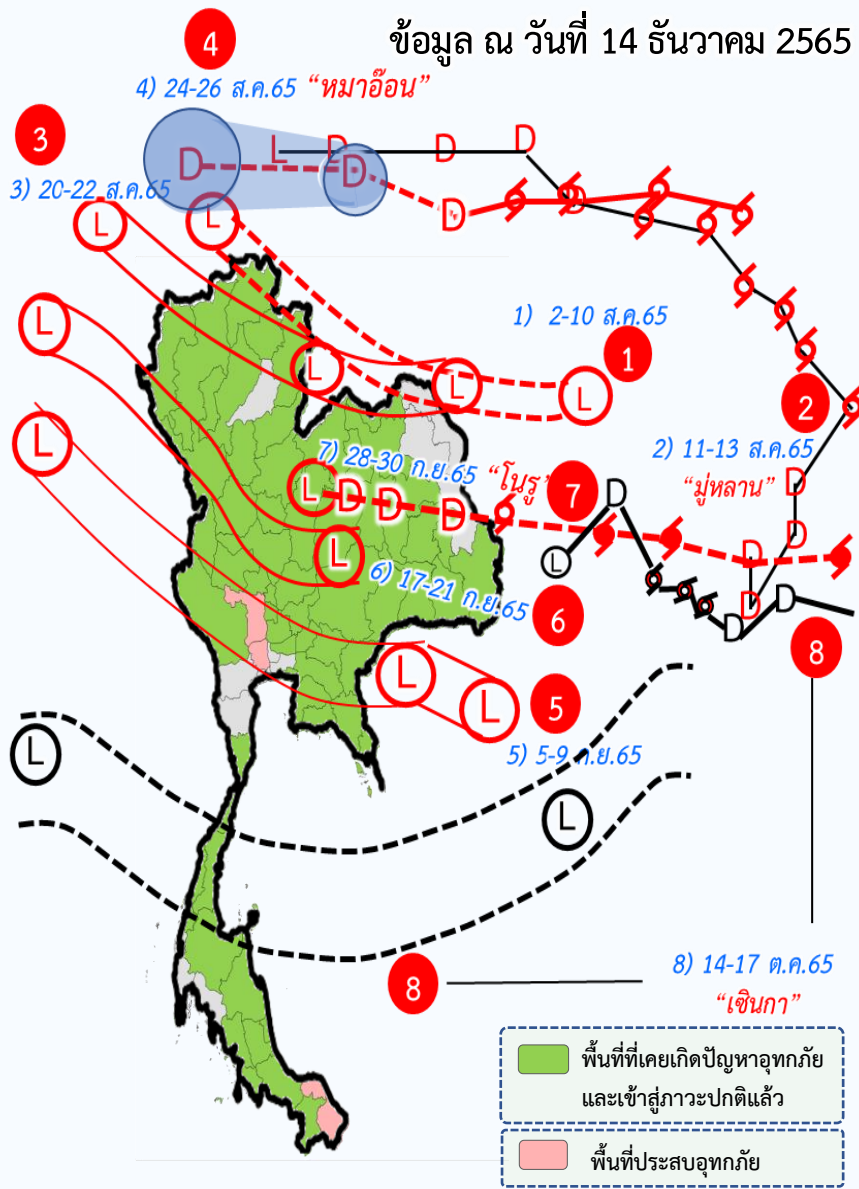 ข้อมูล ณ วันที่ 14 ธันวาคม 2565
4
4) 24-26 ส.ค.65 “หมาอ๊อน”
3
3) 20-22 ส.ค.65
D L D D D
D D
D
L L
1) 2-10 ส.ค.65
1
L
L L L
2
2) 11-13 ส.ค.65
“มู่หลาน”
7) 28-30 ก.ย.65 “โนรู”
7
L
L D D D
D D
D D
L L
6) 17-21 ก.ย.65
6
D D D
8
L L
5
5) 5-9 ก.ย.65
L
L
8
8) 14-17 ต.ค.65
“เซินกา”
พื้นที่ที่เคยเกิดปัญหาอุทกภัย
และเข้าสู่ภาวะปกติแล้ว
พื้นที่ประสบอุทกภัย